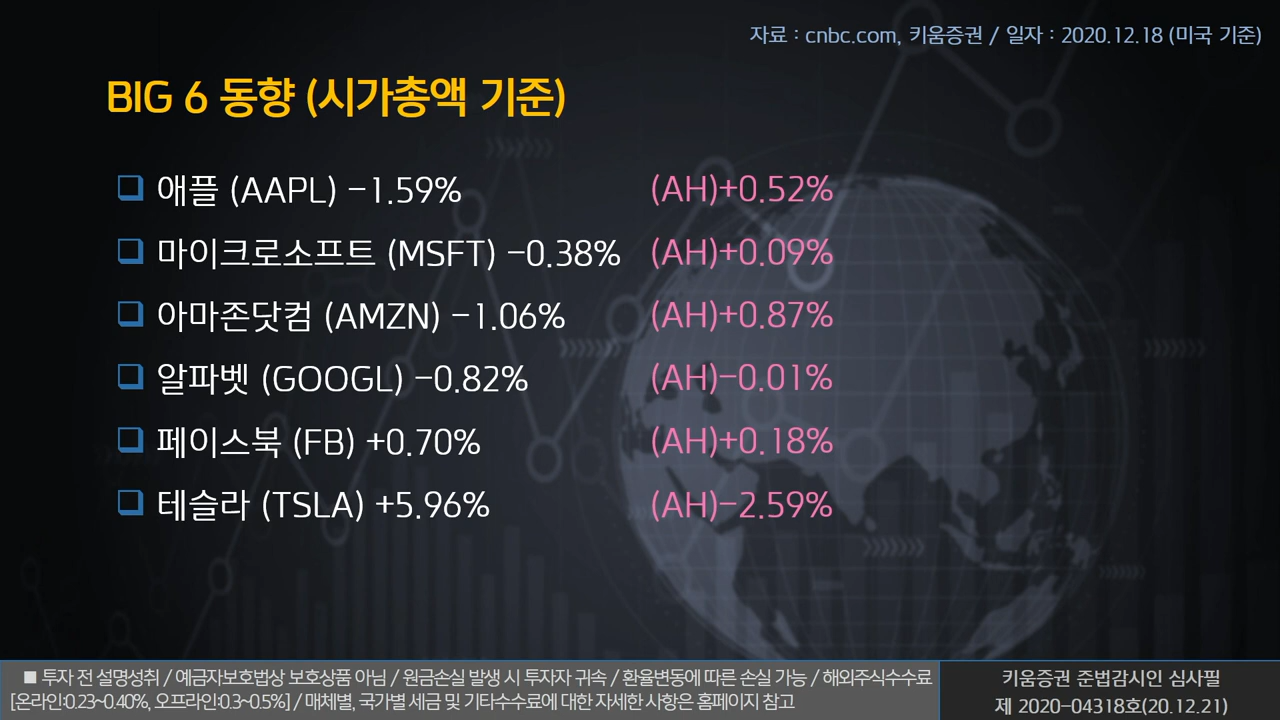 자료 : cnbc.com, 키움증권 / 일자 : 2020.12.18 (미국 기준)
BIG 6 동향 (시가총액 기준)
❑ 애플 (AAPL) -1.59% (AH)+0.52%
❑ 마이크로소프트 (MSFT) -0.38% (AH)+0.09%
❑ 아마존닷컴 (AMZN) -1.06% (AH)+0.87%
❑ 알파벳 (GOOGL) -0.82% (AH)-0.01%
❑ 페이스북 (FB) +0.70% (AH)+0.18%
❑ 테슬라 (TSLA) +5.96% (AH)-2.59%
■ 투자 전 설명성취 / 예금자보호법상 보호상품 아님 / 원금손실 발생 시 투자자 귀속 / 환율변동에 따른 손실 가능 / 해외주식수수료
[온라인:0.23~0.40%, 오프라인:0.3~0.5%] / 매체별, 국가별 세금 및 기타수수료에 대한 자세한 사항은 홈페이지 참고
키움증권 준법감시인 심사필
제 2020-04318호(20.12.21)